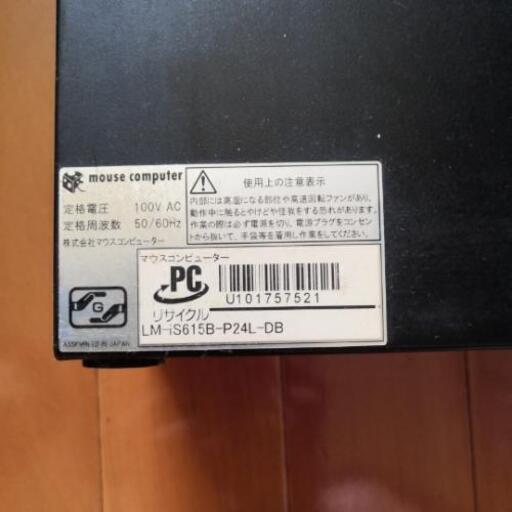 mouse computer
定格電圧 100V AC
定格周波数 50/60Hz
株式会社マウスコンピューター
G
ASSEMBLED IN JAPAN
使用上の注意表示
内部には高温になる部位や高速回転ファンがあり、
動作中に触るとやけどや怪我をする恐れがあります。
作業の際は必ず電源を切り、電源プラグをコンセン
トから抜いて、手袋等を着用し作業をしてください。
マウスコンピューター
PC
リサイクル
U101757521
LM-iS615B-P24L-DB